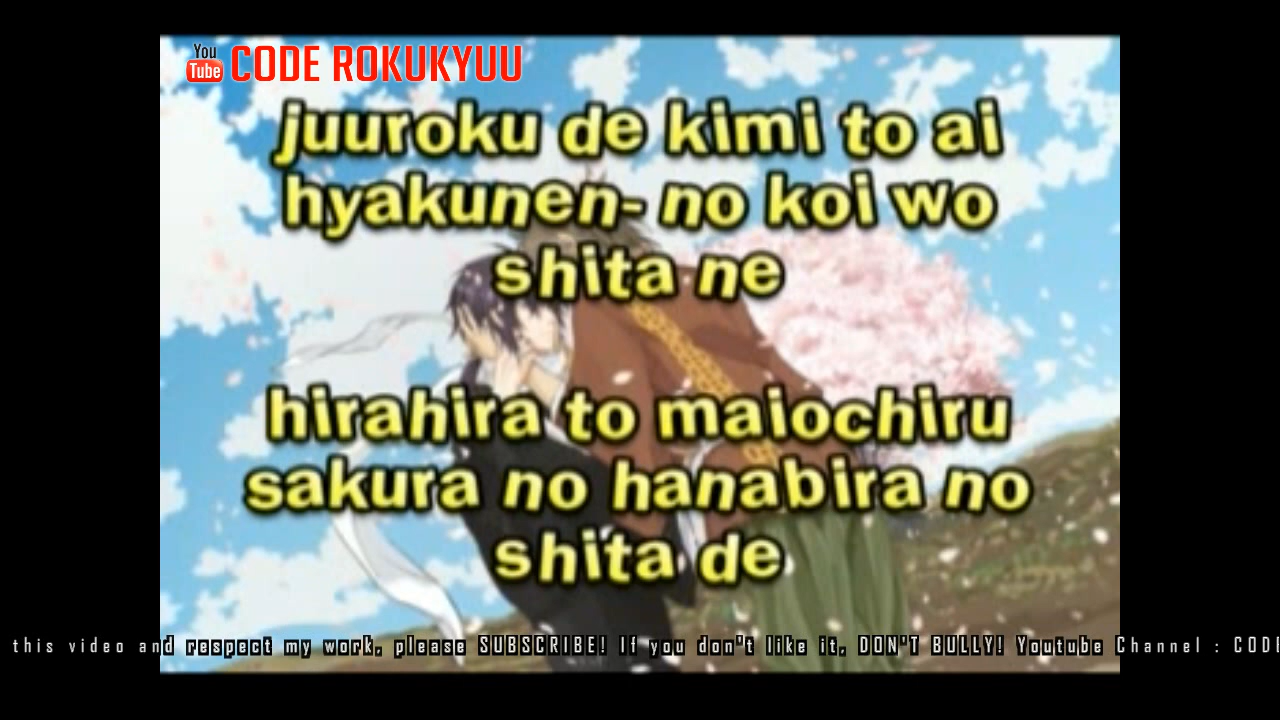 You
Tube CODE ROKUKYUU
juuroku de kimi to ai
hyakunen- no koi wo
shita ne
hirahira to maiochiru
sakura no hanabira no
shita de
this video and respect my work, please SUBSCRIBE! If you don't like it, DON'T BULLY! Youtube Channel : CODE